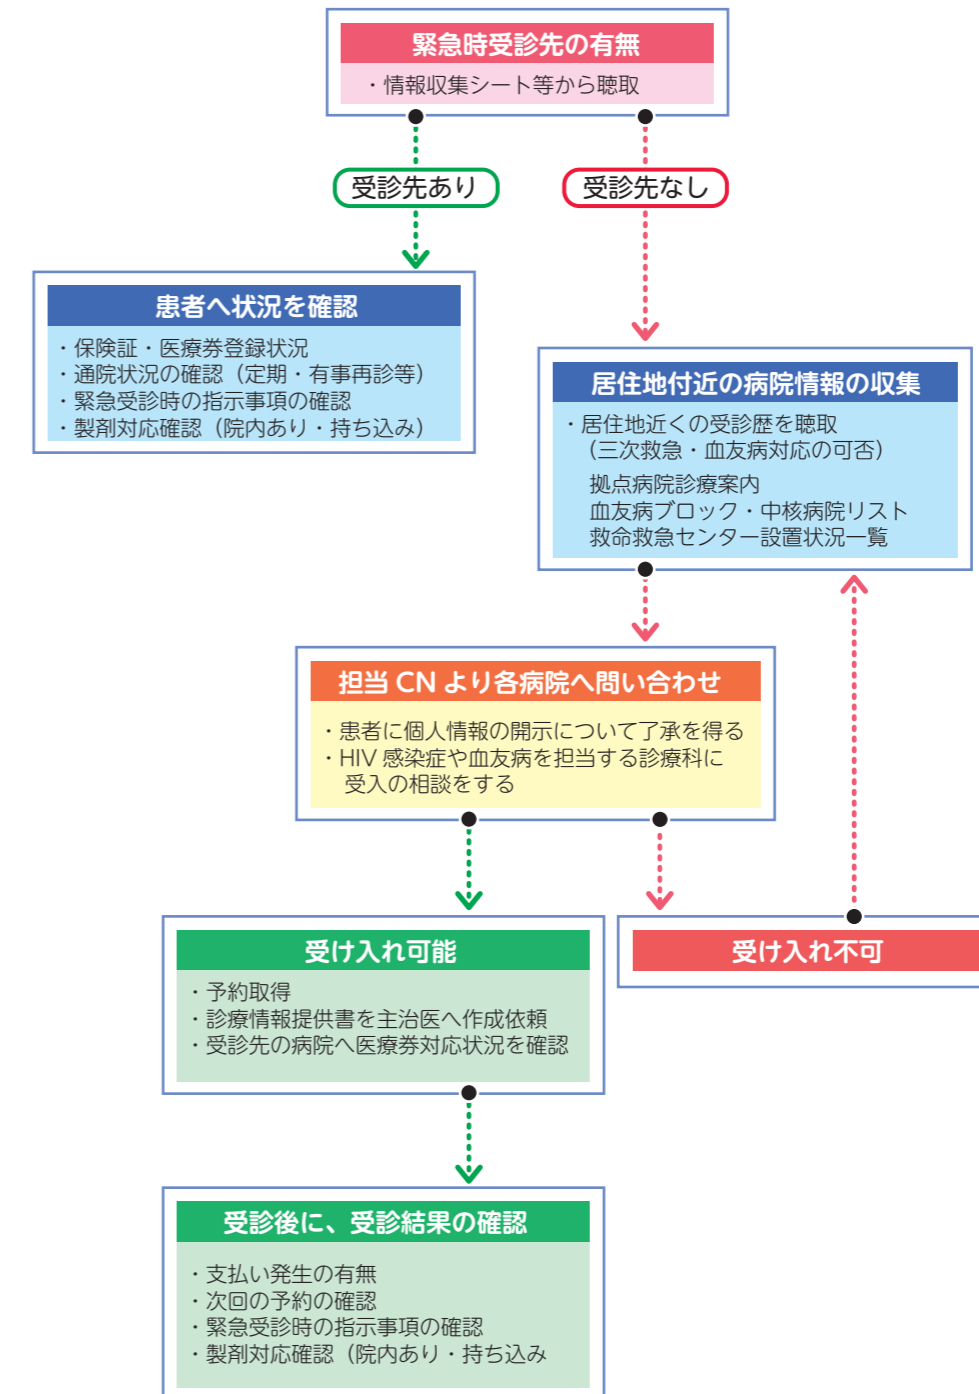 緊急時受診先の有無
・情報収集シート等から聴取
受診先あり
受診先なし
患者へ状況を確認
・保険証・医療券登録状況
・通院状況の確認（定期・有事再診等）
・緊急受診時の指示事項の確認
・製剤対応確認（院内あり・持ち込み）
居住地付近の病院情報の収集
・居住地近くの受診歴を聴取
（三次救急・血友病対応の可否）
拠点病院診療案内
血友病ブロック・中核病院リスト
救命救急センター設置状況一覧
担当 CN より各病院へ問い合わせ
・患者に個人情報の開示について了承を得る
・HIV 感染症や血友病を担当する診療科に
受入の相談をする
受け入れ可能
・予約取得
・診療情報提供書を主治医へ作成依頼
・受診先の病院へ医療券対応状況を確認
受け入れ不可
受診後に、受診結果の確認
・支払い発生の有無
・次回の予約の確認
・緊急受診時の指示事項の確認
・製剤対応確認（院内あり・持ち込み